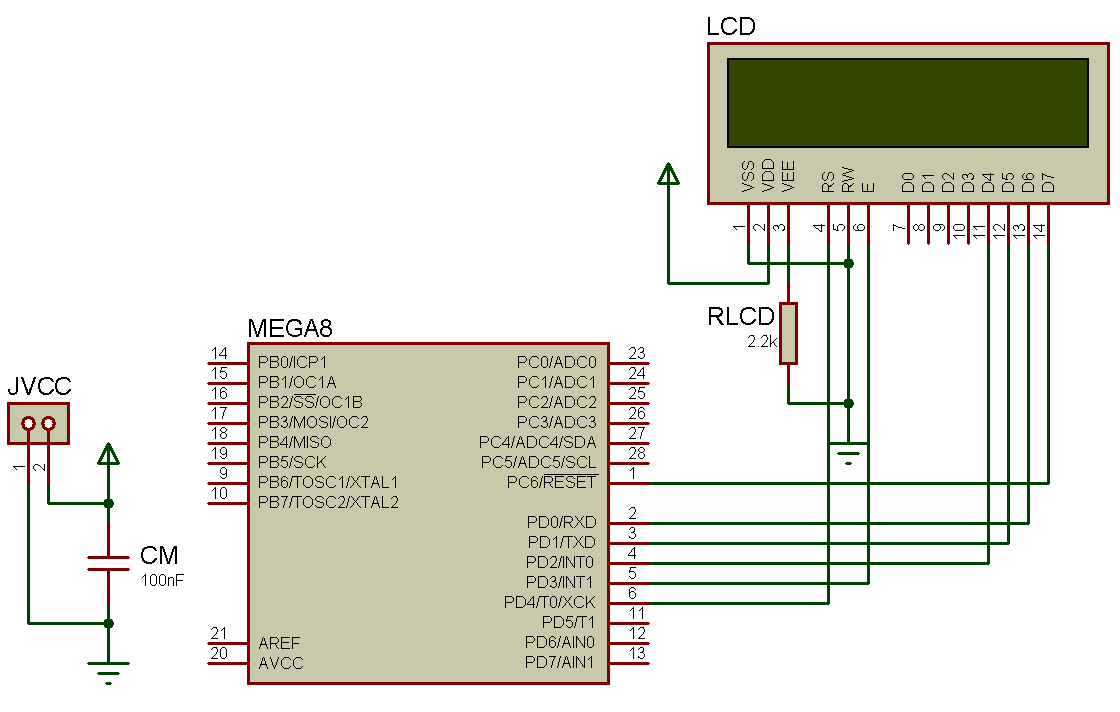 LCD
VSS VDD VEE RS RW E D0 D1 D2 D3 D4 D5 D6 D7
1 2 3 4 5 6 7 8 9 10 11 12 13 14
RLCD
2.2k
MEGA8
14 PB0/ICP1 PC0/ADC0 23
15 PB1/OC1A PC1/ADC1 24
16 PB2/SS/OC1B PC2/ADC2 25
17 PB3/MOSI/OC2 PC3/ADC3 26
18 PB4/MISO PC4/ADC4/SDA 27
19 PB5/SCK PC5/ADC5/SCL 28
9 PB6/TOSC1/XTAL1 PC6/RESET 1
10 PB7/TOSC2/XTAL2
PD0/RXD 2
PD1/TXD 3
PD2/INT0 4
PD3/INT1 5
PD4/T0/XCK 6
PD5/T1 11
21 AREF PD6/AIN0 12
20 AVCC PD7/AIN1 13
JVCC
1 2
CM
100nF